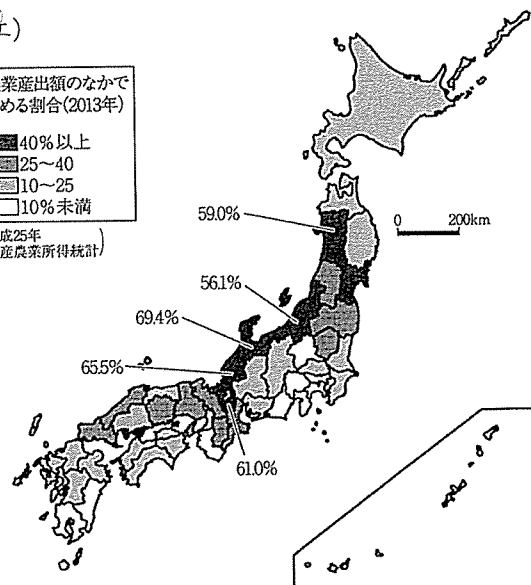 業産出額のなかで
める割合(2013年)
40%以上
25〜40
10〜25
10%未満
成25年
産農業所得統計)
59.0%
0 200km
56.1%
69.4%
65.5%
61.0%